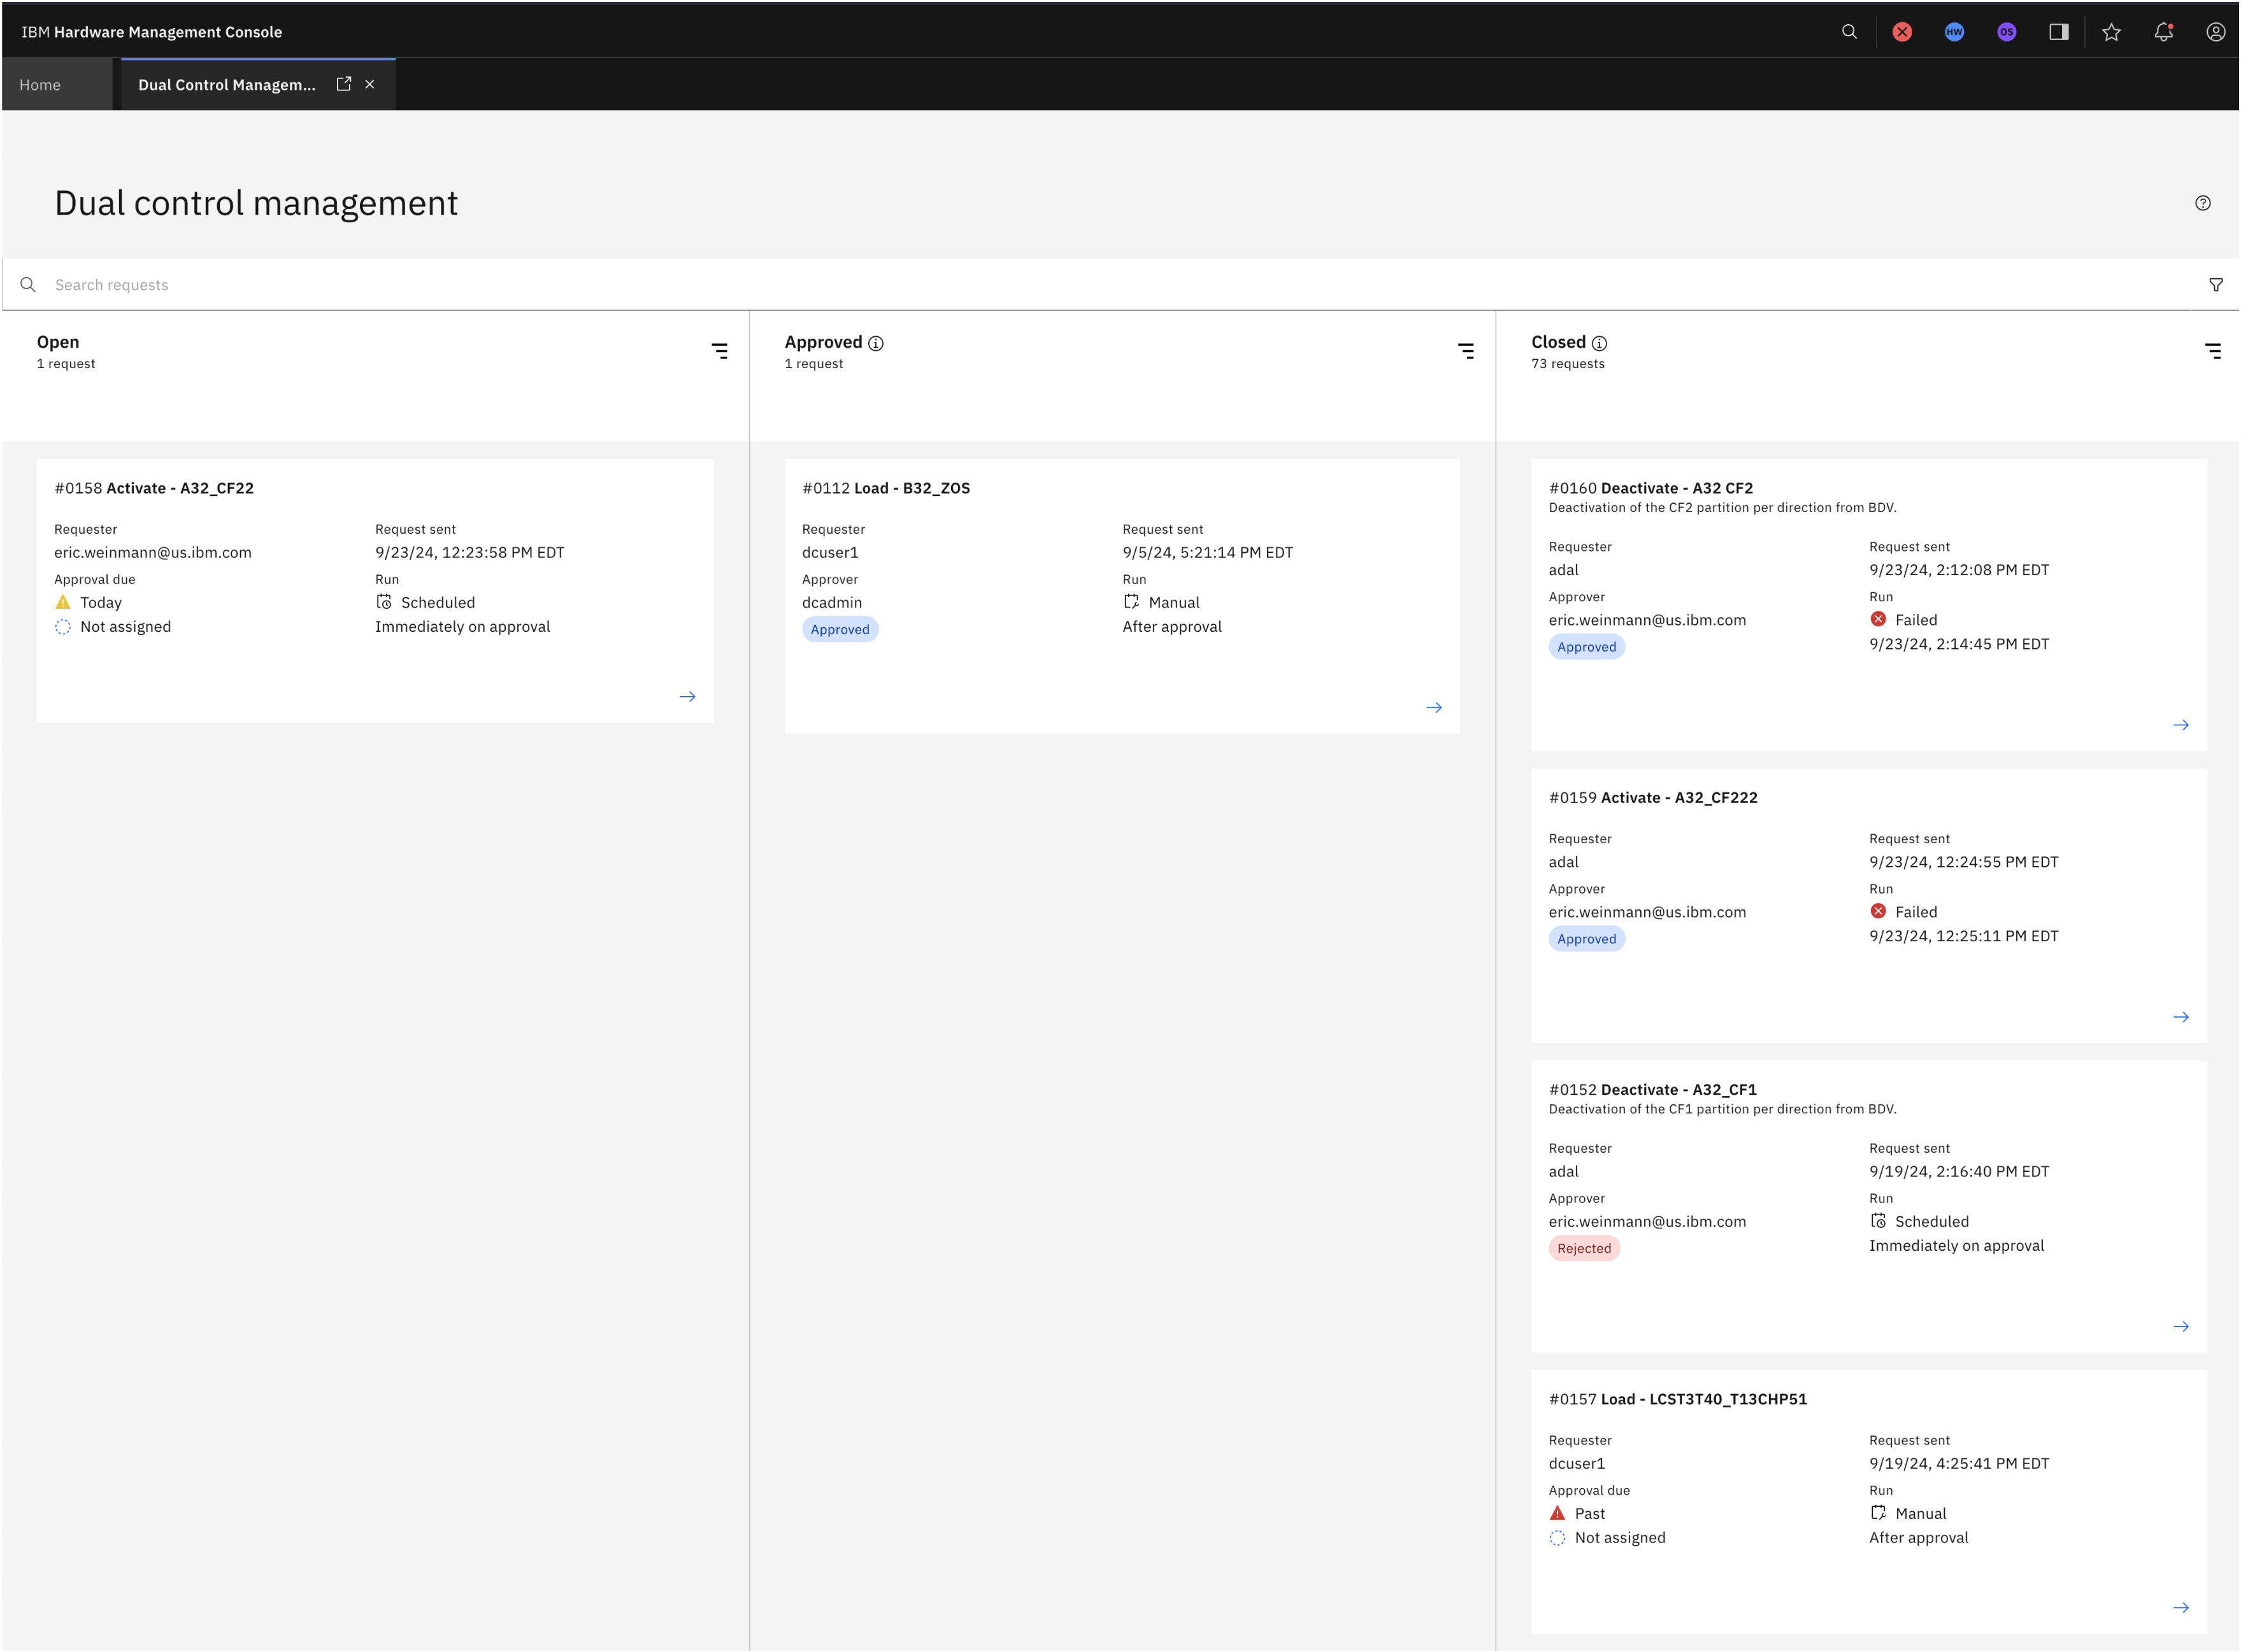 IBM Hardware Management Console
HW
OS
Home
Dual Control Managem...
Dual control management
Search requests
Open
1 request
#0158 Activate - A32_CF22
Requester
Request sent
eric.weinmann@us.ibm.com
9/23/24, 12:23:58 PM EDT
Approval due
Run
Today
Scheduled
Not assigned
Immediately on approval
Approved
1 request
#0112 Load - B32_ZOS
Requester
Request sent
dcuser1
9/5/24, 5:21:14 PM EDT
Approver
Run
dcadmin
Manual
Approved
After approval
Closed
73 requests
#0160 Deactivate - A32 CF2
Deactivation of the CF2 partition per direction from BDV.
Requester
Request sent
adal
9/23/24, 2:12:08 PM EDT
Approver
Run
eric.weinmann@us.ibm.com
Failed
Approved
9/23/24, 2:14:45 PM EDT
#0159 Activate - A32_CF222
Requester
Request sent
adal
9/23/24, 12:24:55 PM EDT
Approver
Run
eric.weinmann@us.ibm.com
Failed
Approved
9/23/24, 12:25:11 PM EDT
#0152 Deactivate - A32_CF1
Deactivation of the CF1 partition per direction from BDV.
Requester
Request sent
adal
9/19/24, 2:16:40 PM EDT
Approver
Run
eric.weinmann@us.ibm.com
Scheduled
Rejected
Immediately on approval
#0157 Load - LCST3T40_T13CHP51
Requester
Request sent
dcuser1
9/19/24, 4:25:41 PM EDT
Approval due
Run
Past
Manual
Not assigned
After approval